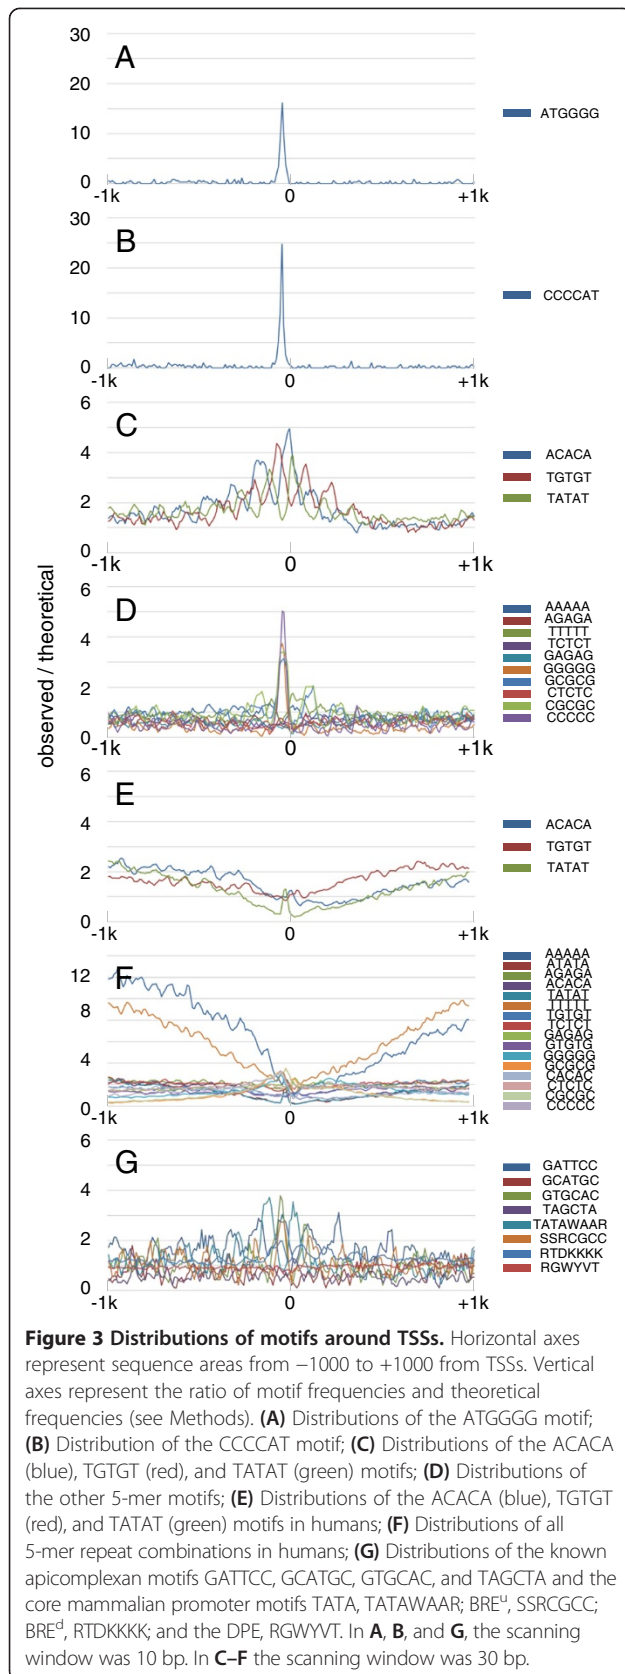 observed / theoretical
A
30
20
10
0
-1k
0
+1k
ATGGGG
B
30
20
10
0
-1k
0
+1k
CCCCAT
C
6
4
2
0
-1k
0
+1k
ACACA
TGTGT
TATAT
D
6
4
2
0
-1k
0
+1k
AAAAA
AGAGA
TTTTT
TCTCT
GAGAG
GGGGG
GCGCG
CTCTC
CGCGC
CCCCC
E
6
4
2
0
-1k
0
+1k
ACACA
TGTGT
TATAT
F
12
8
4
0
-1k
0
+1k
AAAAA
ATATA
AGAGA
ACACA
TATAT
TTTTT
TGTGT
TCTCT
GAGAG
GTGTG
GGGGG
GCGCG
CACAC
CTCTC
CGCGC
CCCCC
G
6
4
2
0
-1k
0
+1k
GATTCC
GCATGC
GTGCAC
TAGCTA
TATAWAAR
SSRCGCC
RTDKKKK
RGWYVT
Figure 3 Distributions of motifs around TSSs. Horizontal axes
represent sequence areas from −1000 to +1000 from TSSs. Vertical
axes represent the ratio of motif frequencies and theoretical
frequencies (see Methods). (A) Distributions of the ATGGGG motif;
(B) Distribution of the CCCCAT motif; (C) Distributions of the ACACA
(blue), TGTGT (red), and TATAT (green) motifs; (D) Distributions of
the other 5-mer motifs; (E) Distributions of the ACACA (blue), TGTGT
(red), and TATAT (green) motifs in humans; (F) Distributions of all
5-mer repeat combinations in humans; (G) Distributions of the known
apicomplexan motifs GATTCC, GCATGC, GTGCAC, and TAGCTA and the
core mammalian promoter motifs TATA, TATAWAAR; BREᵘ, SSRCGCC;
BREᵈ, RTDKKKK; and the DPE, RGWYVT. In A, B, and G, the scanning
window was 10 bp. In C–F the scanning window was 30 bp.